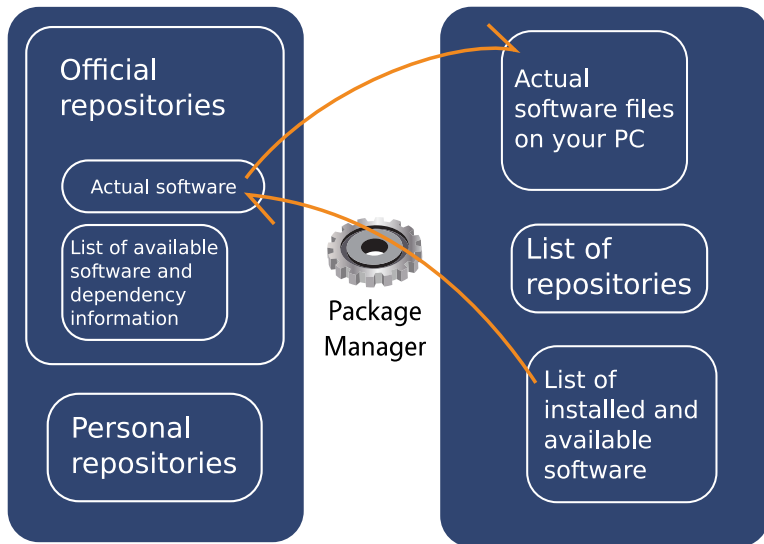 Official
repositories
Actual software
List of available
software and
dependency
information
Personal
repositories
Package
Manager
Actual
software files
on your PC
List of
repositories
List of
installed and
available
software